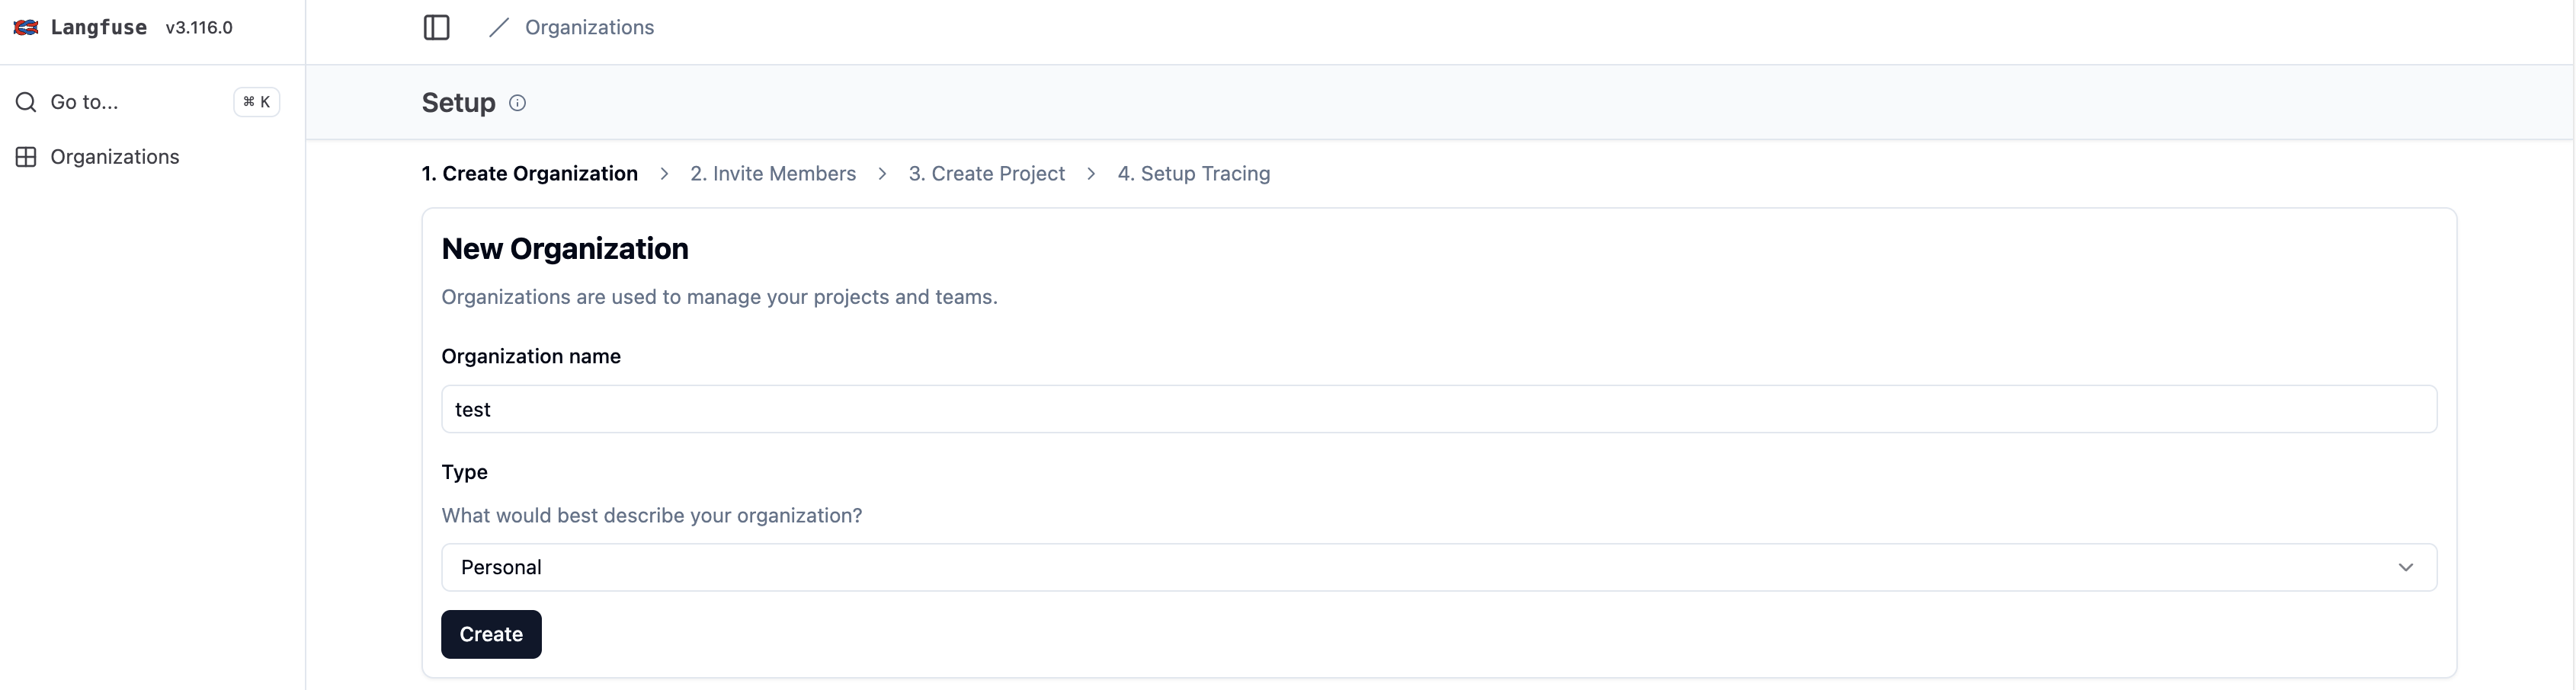 Langfuse v3.116.0
Go to...
⌘ K
Organizations
Organizations
Setup
1. Create Organization
2. Invite Members
3. Create Project
4. Setup Tracing
New Organization
Organizations are used to manage your projects and teams.
Organization name
test
Type
What would best describe your organization?
Personal
Create